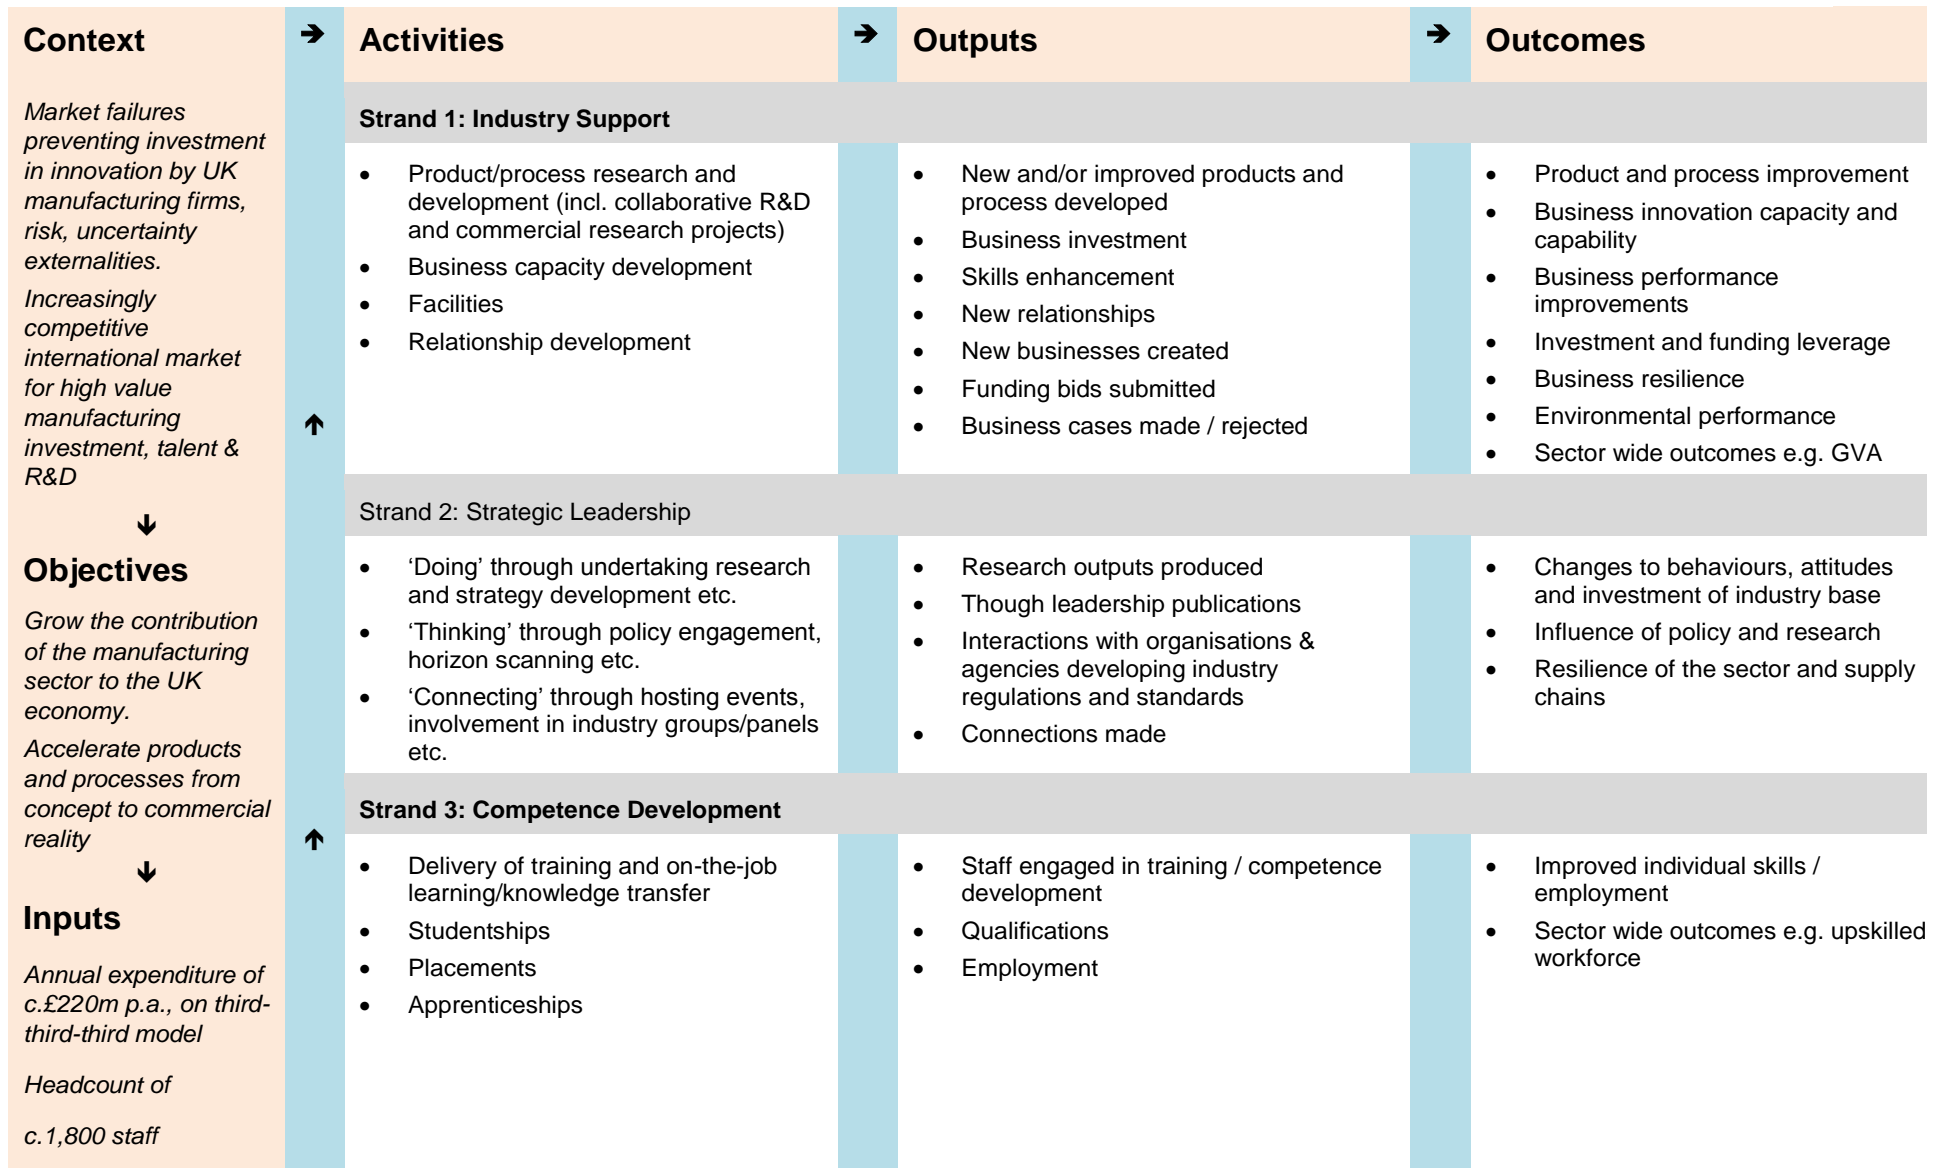 Context
Market failures
preventing investment
in innovation by UK
manufacturing firms,
risk, uncertainty
externalities.
Increasingly
competitive
international market
for high value
manufacturing
investment, talent &
R&D
🡻
Objectives
Grow the contribution
of the manufacturing
sector to the UK
economy.
Accelerate products
and processes from
concept to commercial
reality
🡻
Inputs
Annual expenditure of
c.£220m p.a., on third-
third-third model
Headcount of
c.1,800 staff
🡺
🡹
🡹
Activities
🡺
Outputs
🡺
Outcomes
Strand 1: Industry Support
• Product/process research and
development (incl. collaborative R&D
and commercial research projects)
• Business capacity development
• Facilities
• Relationship development
• New and/or improved products and
process developed
• Business investment
• Skills enhancement
• New relationships
• New businesses created
• Funding bids submitted
• Business cases made / rejected
• Product and process improvement
• Business innovation capacity and
capability
• Business performance
improvements
• Investment and funding leverage
• Business resilience
• Environmental performance
• Sector wide outcomes e.g. GVA
Strand 2: Strategic Leadership
• ‘Doing’ through undertaking research
and strategy development etc.
• ‘Thinking’ through policy engagement,
horizon scanning etc.
• ‘Connecting’ through hosting events,
involvement in industry groups/panels
etc.
• Research outputs produced
• Though leadership publications
• Interactions with organisations &
agencies developing industry
regulations and standards
• Connections made
• Changes to behaviours, attitudes
and investment of industry base
• Influence of policy and research
• Resilience of the sector and supply
chains
Strand 3: Competence Development
• Delivery of training and on-the-job
learning/knowledge transfer
• Studentships
• Placements
• Apprenticeships
• Staff engaged in training / competence
development
• Qualifications
• Employment
• Improved individual skills /
employment
• Sector wide outcomes e.g. upskilled
workforce